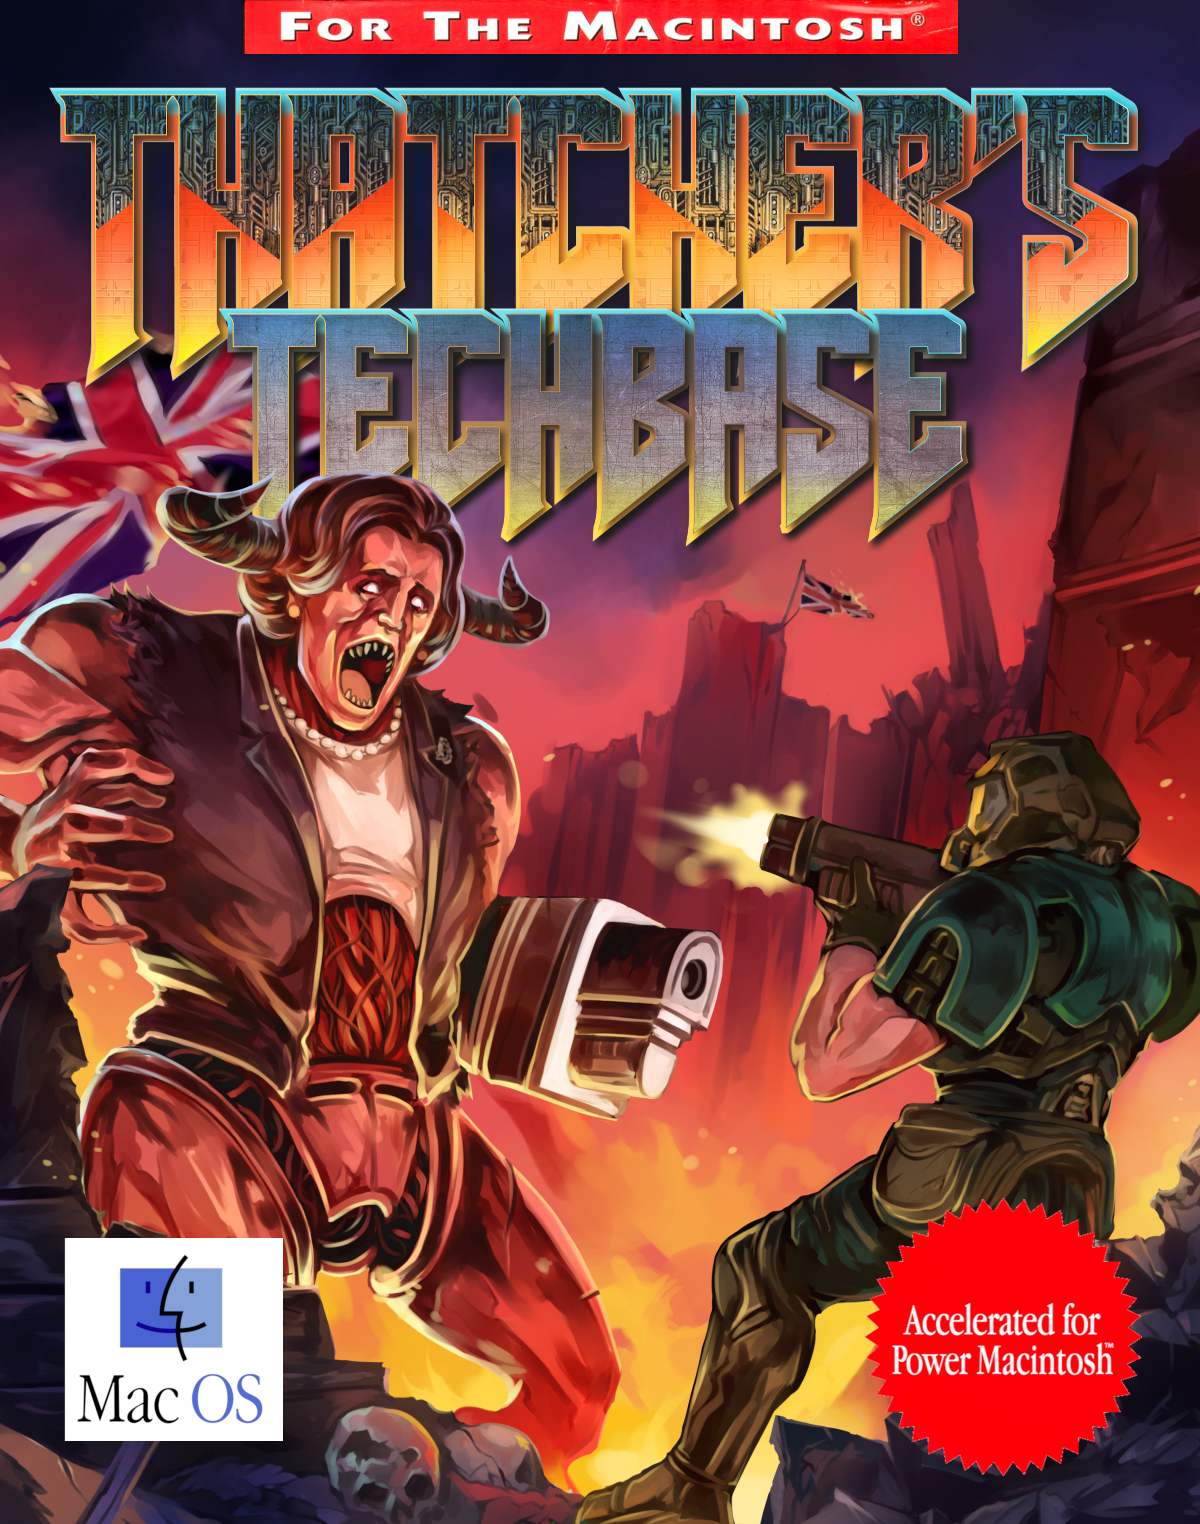 FOR THE MACINTOSH®
THATCHER'S
TECHBASE
Mac OS
Accelerated for
Power Macintosh™